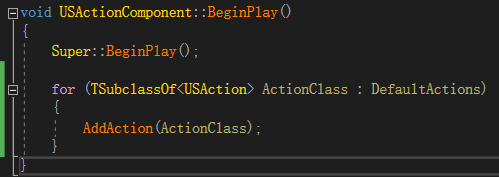 void USActionComponent::BeginPlay()
{
Super::BeginPlay();
for (TSubclassOf<USAction> ActionClass : DefaultActions)
{
AddAction(ActionClass);
}
}